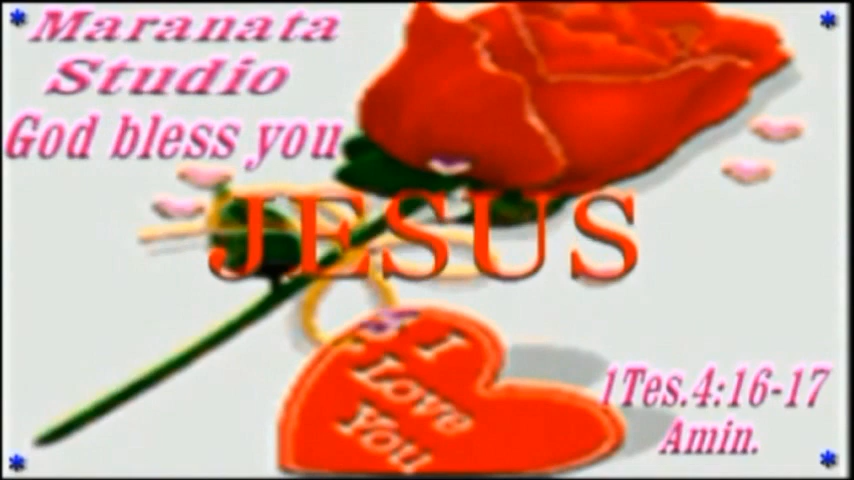 Maranata
Studio
God bless you
JESUS
I
Love
You
1Tes.4:16-17
Amin.